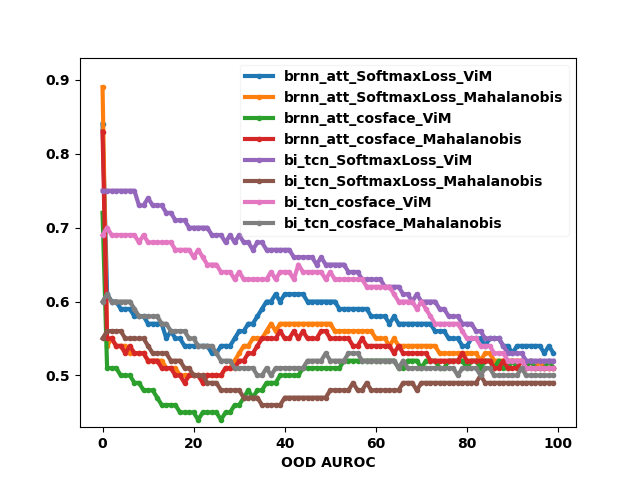 brnn_att_SoftmaxLoss_ViM
brnn_att_SoftmaxLoss_Mahalanobis
brnn_att_cosface_ViM
brnn_att_cosface_Mahalanobis
bi_tcn_SoftmaxLoss_ViM
bi_tcn_SoftmaxLoss_Mahalanobis
bi_tcn_cosface_ViM
bi_tcn_cosface_Mahalanobis
0.9
0.8
0.7
0.6
0.5
0 20 40 60 80 100
OOD AUROC